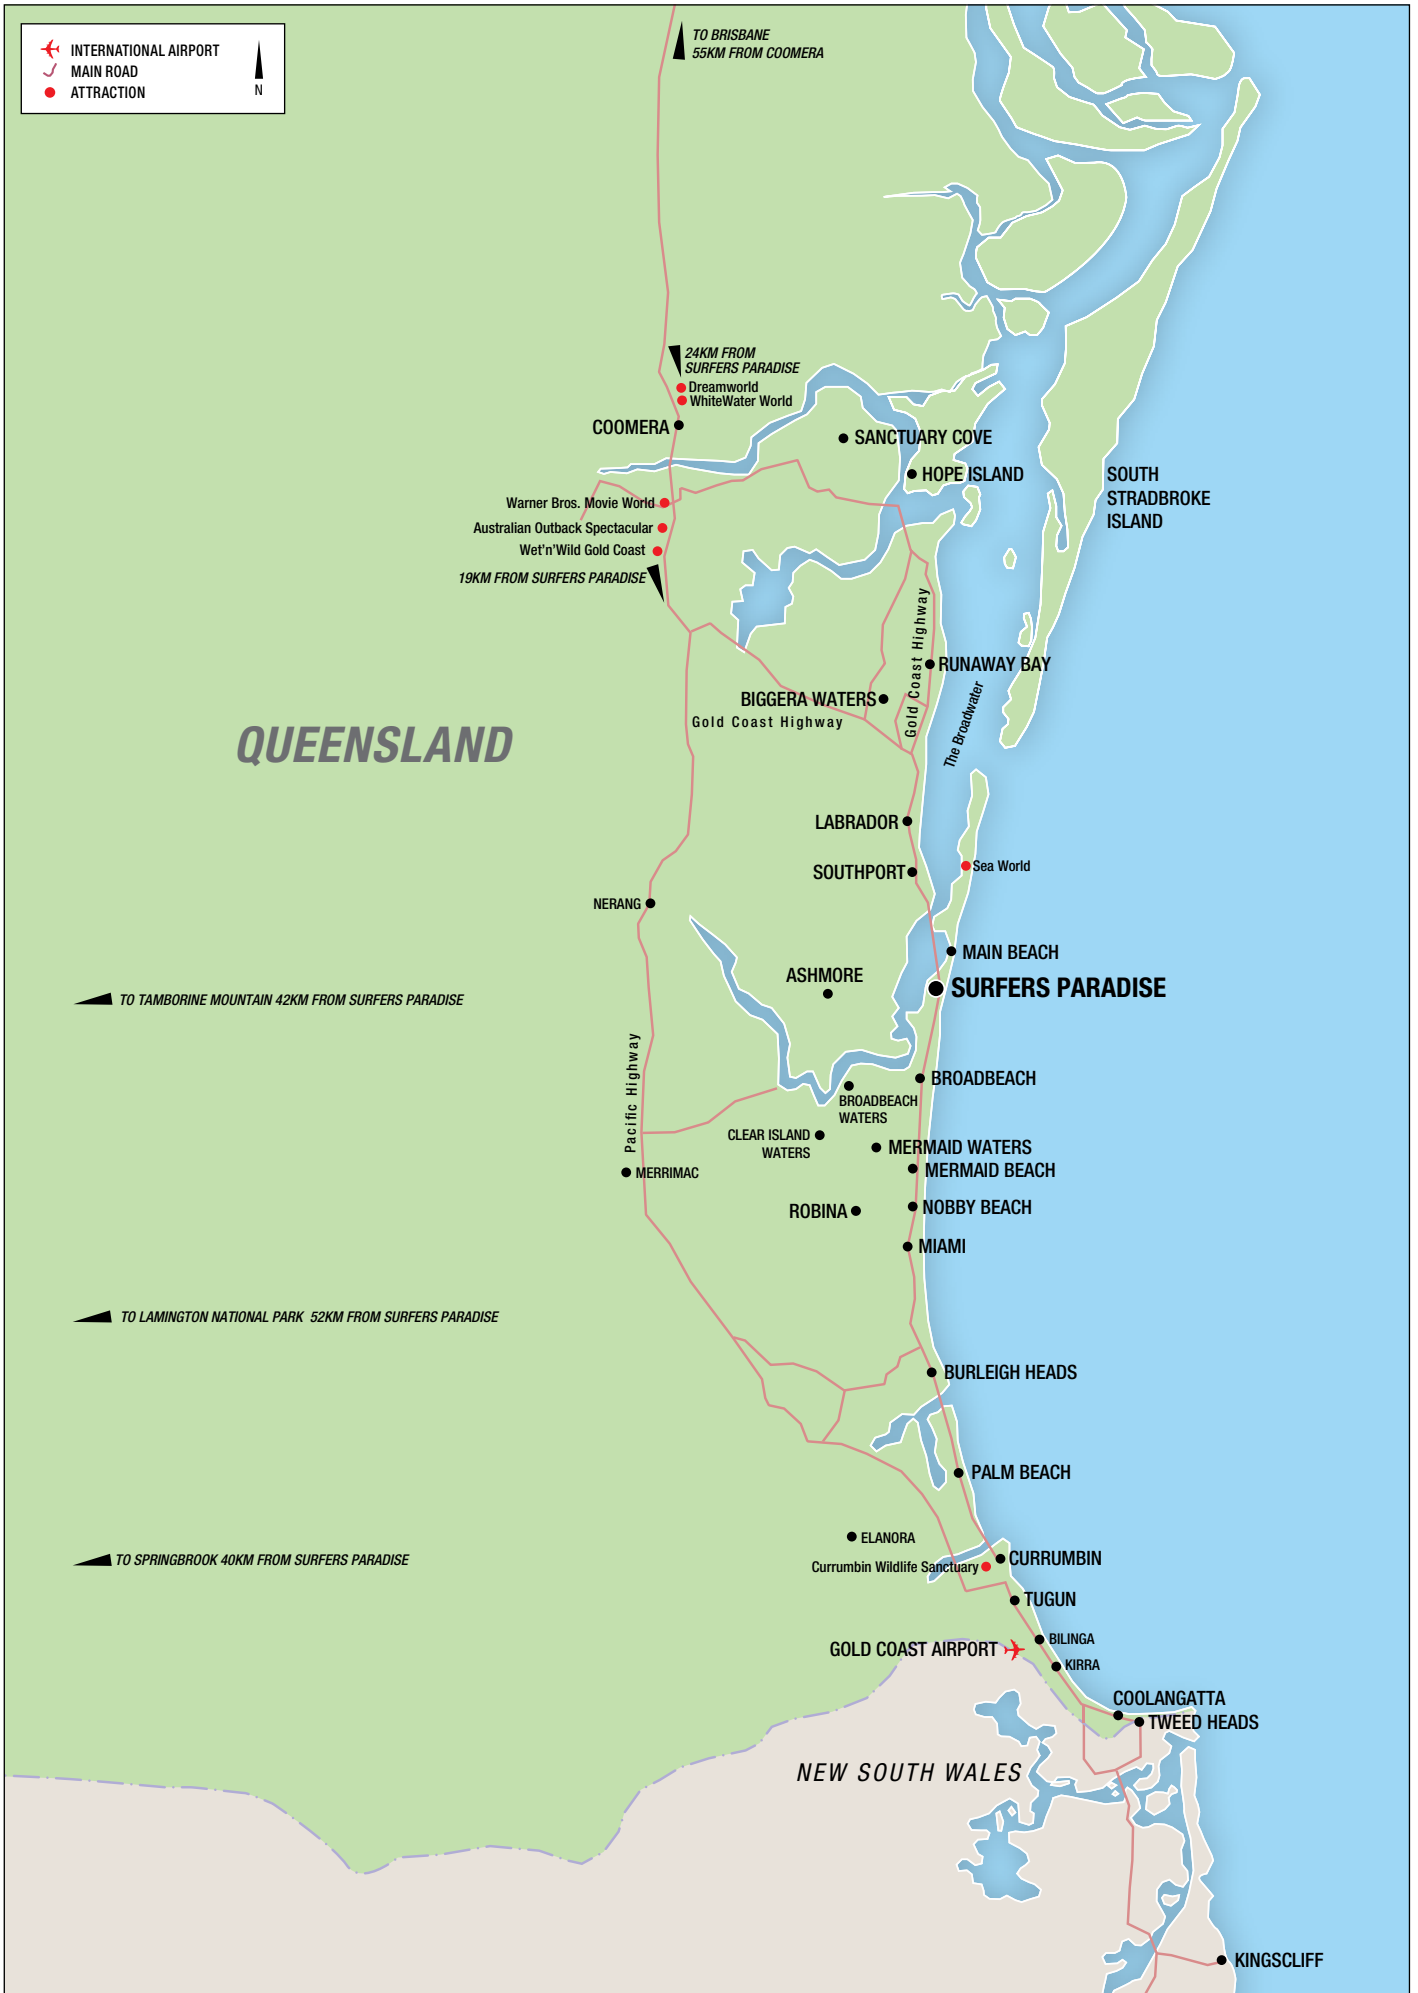 INTERNATIONAL AIRPORT
MAIN ROAD
ATTRACTION
N
TO BRISBANE
55KM FROM COOMERA
24KM FROM
SURFERS PARADISE
Dreamworld
WhiteWater World
COOMERA
SANCTUARY COVE
HOPE ISLAND
SOUTH
STRADBROKE
ISLAND
Warner Bros. Movie World
Australian Outback Spectacular
Wet'n'Wild Gold Coast
19KM FROM SURFERS PARADISE
Gold Coast Highway
RUNAWAY BAY
BIGGERA WATERS
Gold Coast Highway
The Broadwater
QUEENSLAND
LABRADOR
SOUTHPORT
Sea World
NERANG
MAIN BEACH
ASHMORE
SURFERS PARADISE
TO TAMBORINE MOUNTAIN 42KM FROM SURFERS PARADISE
Pacific Highway
BROADBEACH
BROADBEACH
WATERS
CLEAR ISLAND
WATERS
MERMAID WATERS
MERMAID BEACH
MERRIMAC
ROBINA
NOBBY BEACH
MIAMI
TO LAMINGTON NATIONAL PARK 52KM FROM SURFERS PARADISE
BURLEIGH HEADS
PALM BEACH
ELANORA
TO SPRINGBROOK 40KM FROM SURFERS PARADISE
CURRUMBIN
Currumbin Wildlife Sanctuary
TUGUN
BILINGA
GOLD COAST AIRPORT
KIRRA
COOLANGATTA
TWEED HEADS
NEW SOUTH WALES
KINGSCLIFF